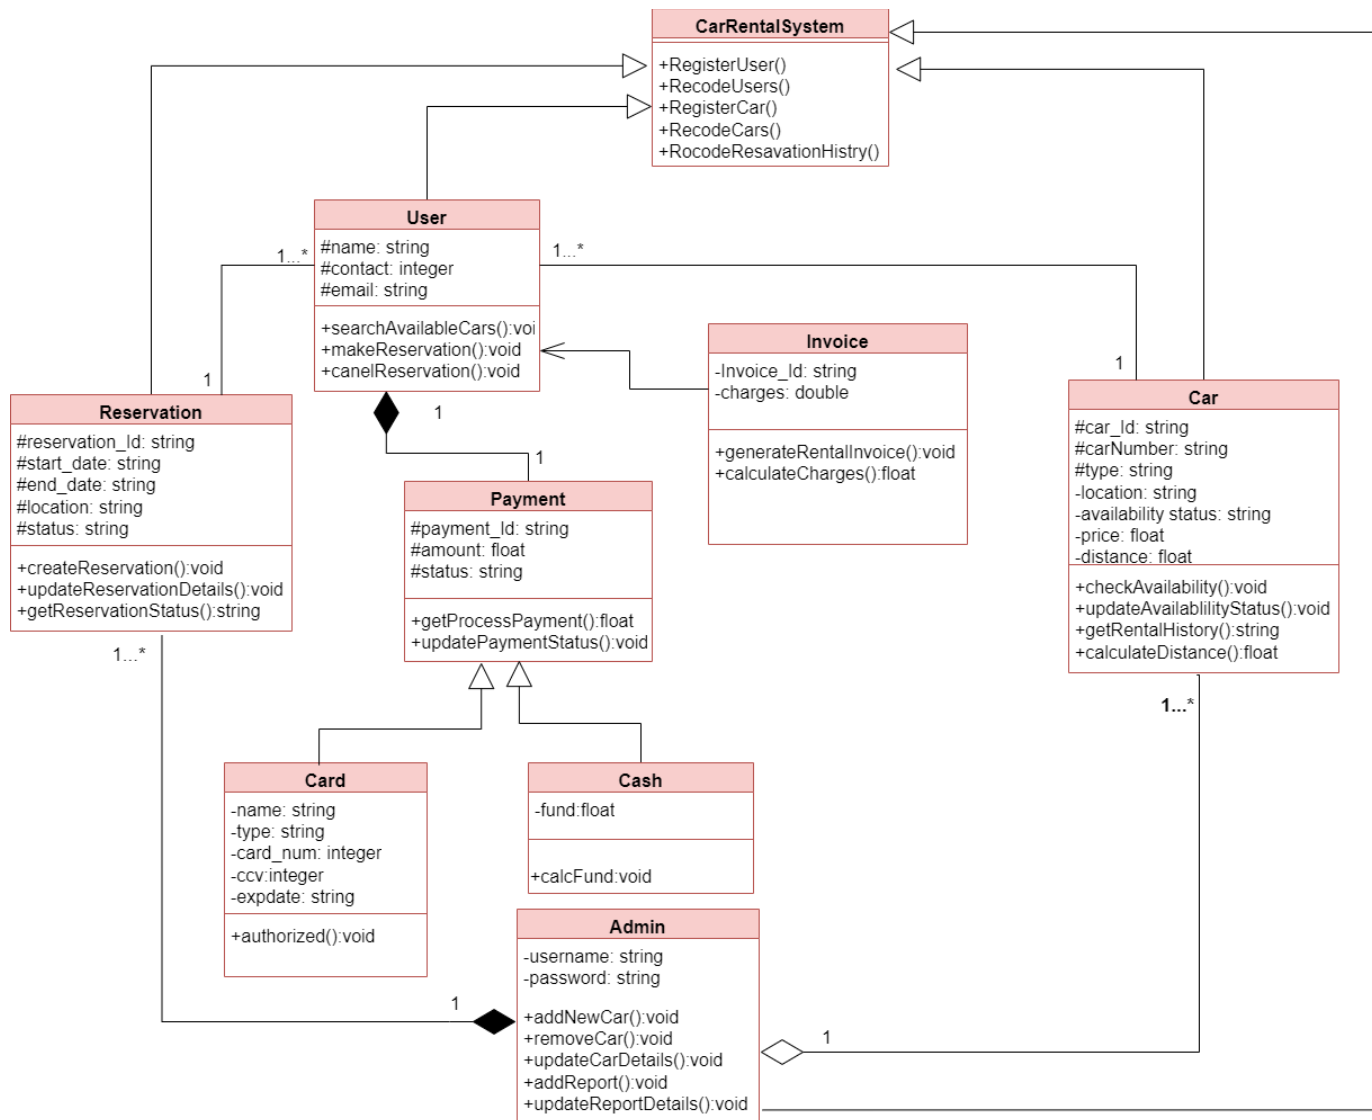 CarRentalSystem
+RegisterUser()
+RecodeUsers()
+RegisterCar()
+RecodeCars()
+RocodeResavationHistry()
User
#name: string
#contact: integer
#email: string
+searchAvailableCars():voi
+makeReservation():void
+canelReservation():void
1...*
1...*
1
1
1
1
Invoice
-Invoice_Id: string
-charges: double
+generateRentalInvoice():void
+calculateCharges():float
Reservation
#reservation_Id: string
#start_date: string
#end_date: string
#location: string
#status: string
+createReservation():void
+updateReservationDetails():void
+getReservationStatus():string
1...*
Payment
#payment_Id: string
#amount: float
#status: string
+getProcessPayment():float
+updatePaymentStatus():void
Car
#car_Id: string
#carNumber: string
#type: string
-location: string
-availability status: string
-price: float
-distance: float
+checkAvailability():void
+updateAvailablilityStatus():void
+getRentalHistory():string
+calculateDistance():float
1...*
Card
-name: string
-type: string
-card_num: integer
-ccv:integer
-expdate: string
+authorized():void
Cash
-fund:float
+calcFund:void
Admin
-username: string
-password: string
+addNewCar():void
+removeCar():void
+updateCarDetails():void
+addReport():void
+updateReportDetails():void
1
1